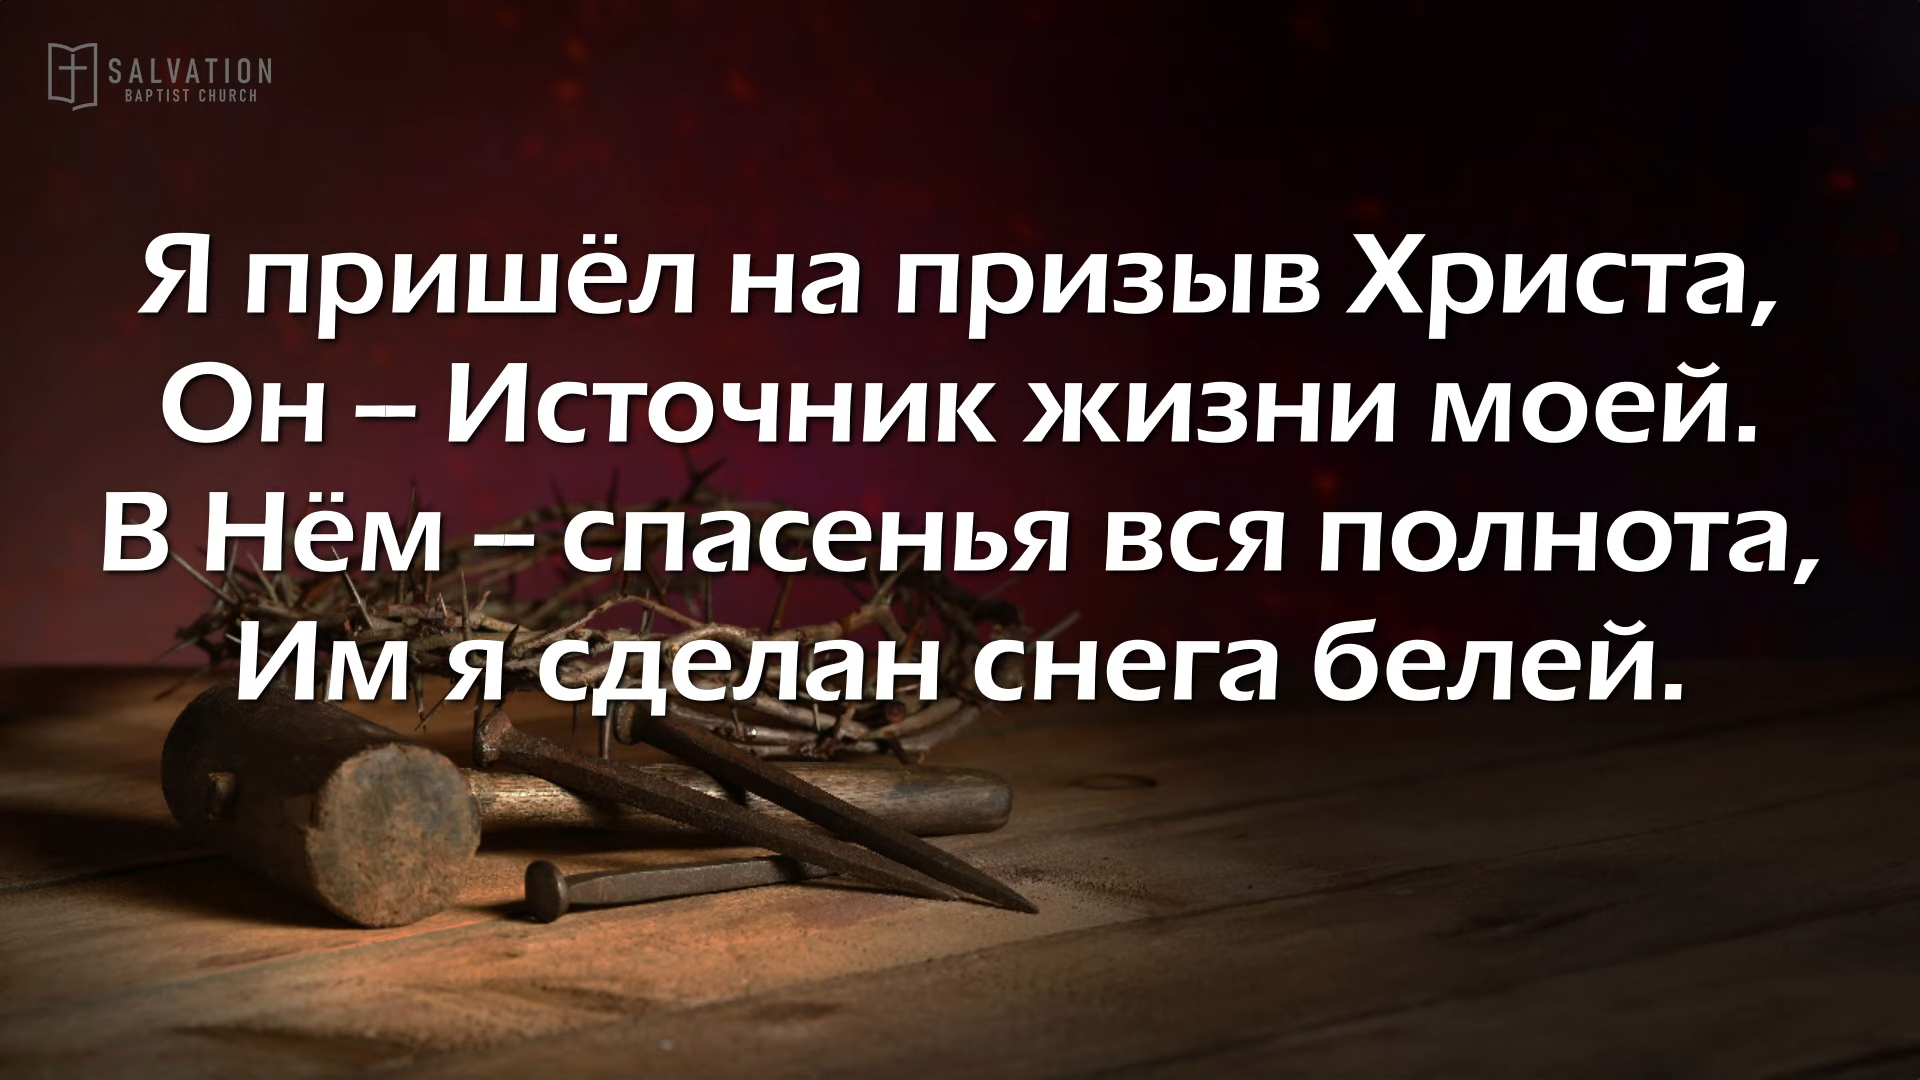 SALVATION
BAPTIST CHURCH
Я пришёл на призыв Христа,
Он – Источник жизни моей.
В Нём – спасенья вся полнота,
Им я сделан снега белей.